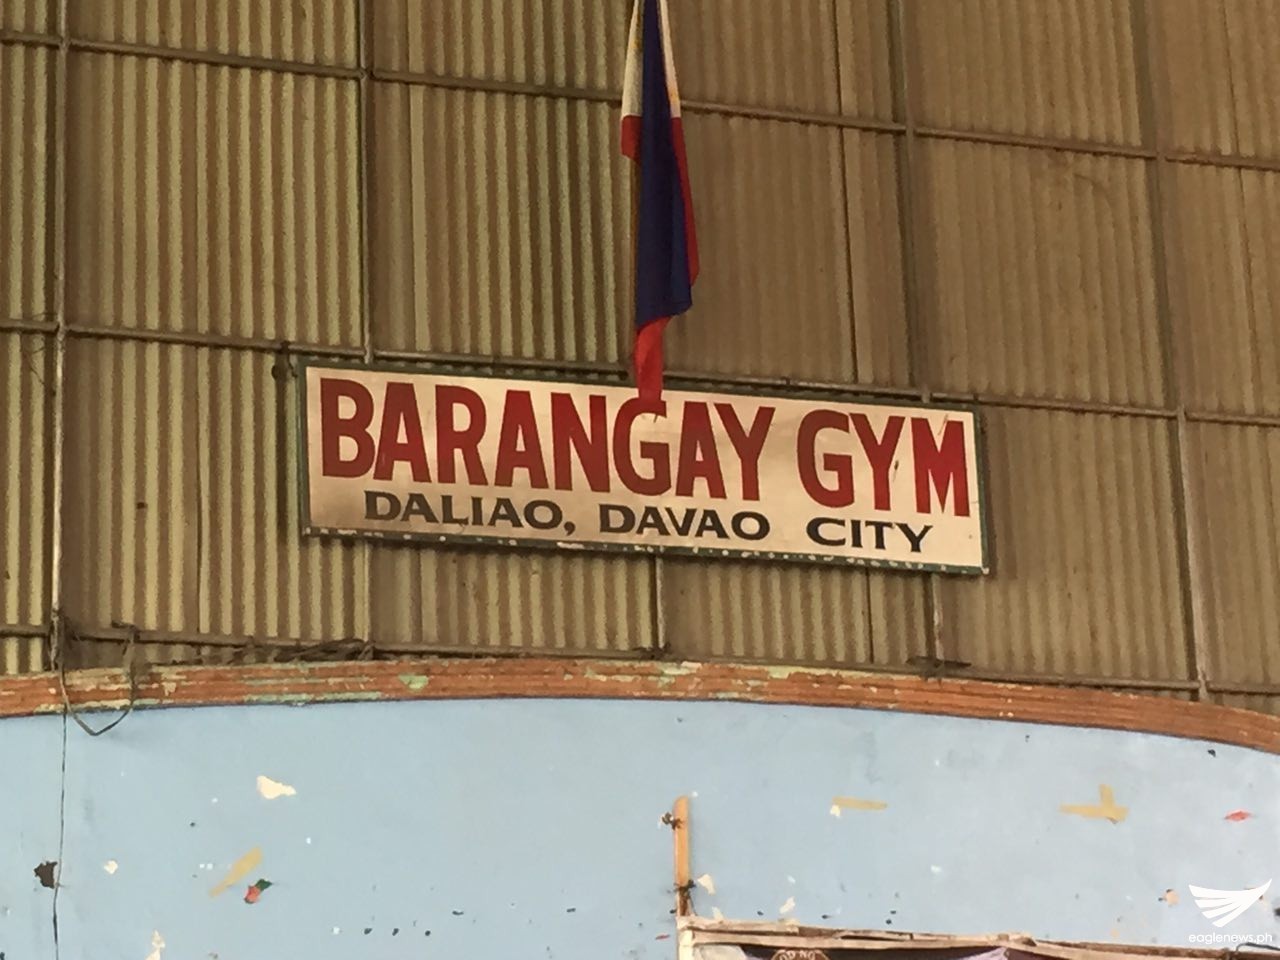 BARANGAY GYM
DALIAO, DAVAO CITY
eaglenews.ph